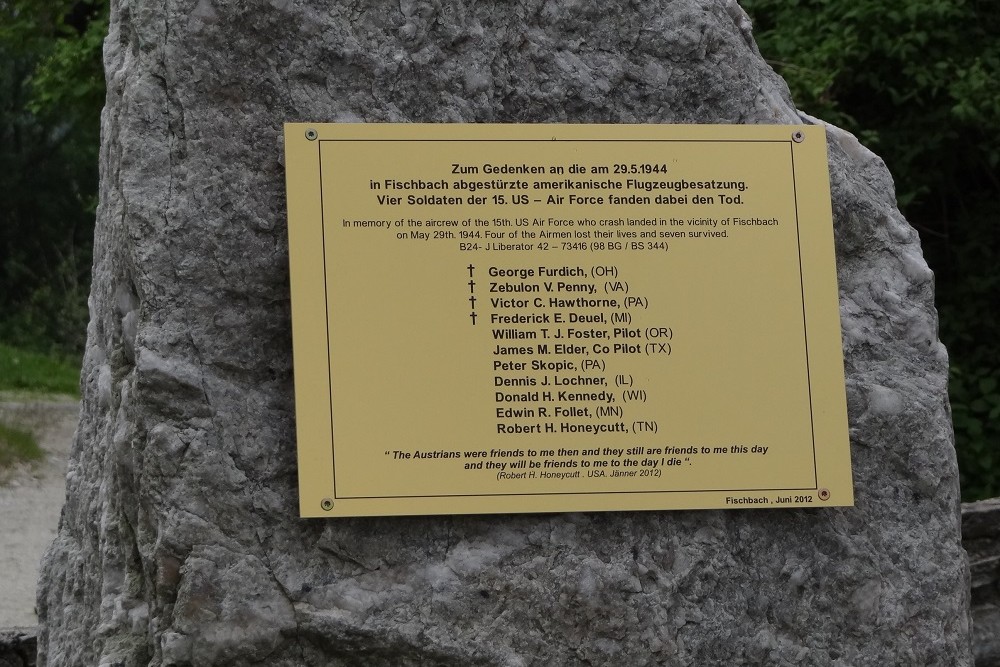 Zum Gedenken an die am 29.5.1944
in Fischbach abgestürzte amerikanische Flugzeugbesatzung.
Vier Soldaten der 15. US – Air Force fanden dabei den Tod.
In memory of the aircrew of the 15th. US Air Force who crash landed in the vicinity of Fischbach
on May 29th. 1944. Four of the Airmen lost their lives and seven survived.
B24- J Liberator 42 – 73416 (98 BG / BS 344)
† George Furdich, (OH)
† Zebulon V. Penny, (VA)
† Victor C. Hawthorne, (PA)
† Frederick E. Deuel, (MI)
William T. J. Foster, Pilot (OR)
James M. Elder, Co Pilot (TX)
Peter Skopic, (PA)
Dennis J. Lochner, (IL)
Donald H. Kennedy, (WI)
Edwin R. Follet, (MN)
Robert H. Honeycutt, (TN)
“ The Austrians were friends to me then and they still are friends to me this day
and they will be friends to me to the day I die “.
(Robert H. Honeycutt . USA. Jänner 2012)
Fischbach , Juni 2012